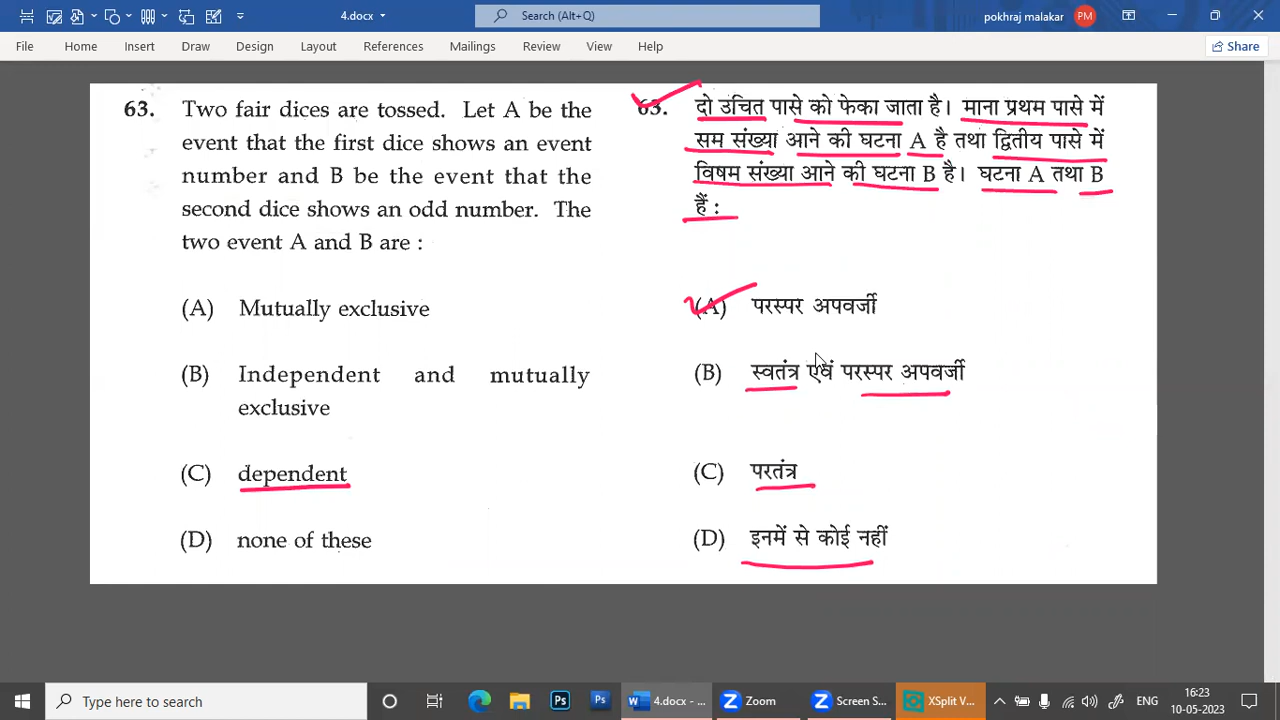 4.docx
Search (Alt+Q)
pokhraj malakar PM
File Home Insert Draw Design Layout References Mailings Review View Help Share
63. Two fair dices are tossed. Let A be the
event that the first dice shows an event
number and B be the event that the
second dice shows an odd number. The
two event A and B are :
(A) Mutually exclusive
(B) Independent and mutually
exclusive
(C) dependent
(D) none of these
63. दो उचित पासे को फेका जाता है। माना प्रथम पासे में
सम संख्या आने की घटना A है तथा द्वितीय पासे में
विषम संख्या आने की घटना B है। घटना A तथा B
हैं :
(A) परस्पर अपवर्जी
(B) स्वतंत्र एवं परस्पर अपवर्जी
(C) परतंत्र
(D) इनमें से कोई नहीं
Type here to search
Ps
Ps
4.docx - ...
Zoom
Screen S...
XSplit V...
ENG
16:23
10-05-2023